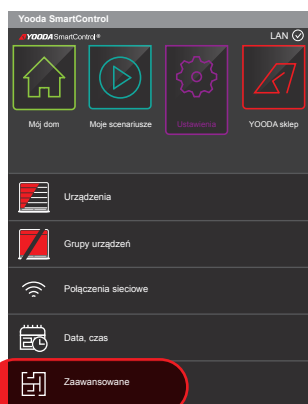 Yooda SmartControl
YOODA SmartControl®
LAN
Mój dom
Moje scenariusze
Ustawienia
YOODA sklep
Urządzenia
Grupy urządzeń
Połączenia sieciowe
Data, czas
Zaawansowane